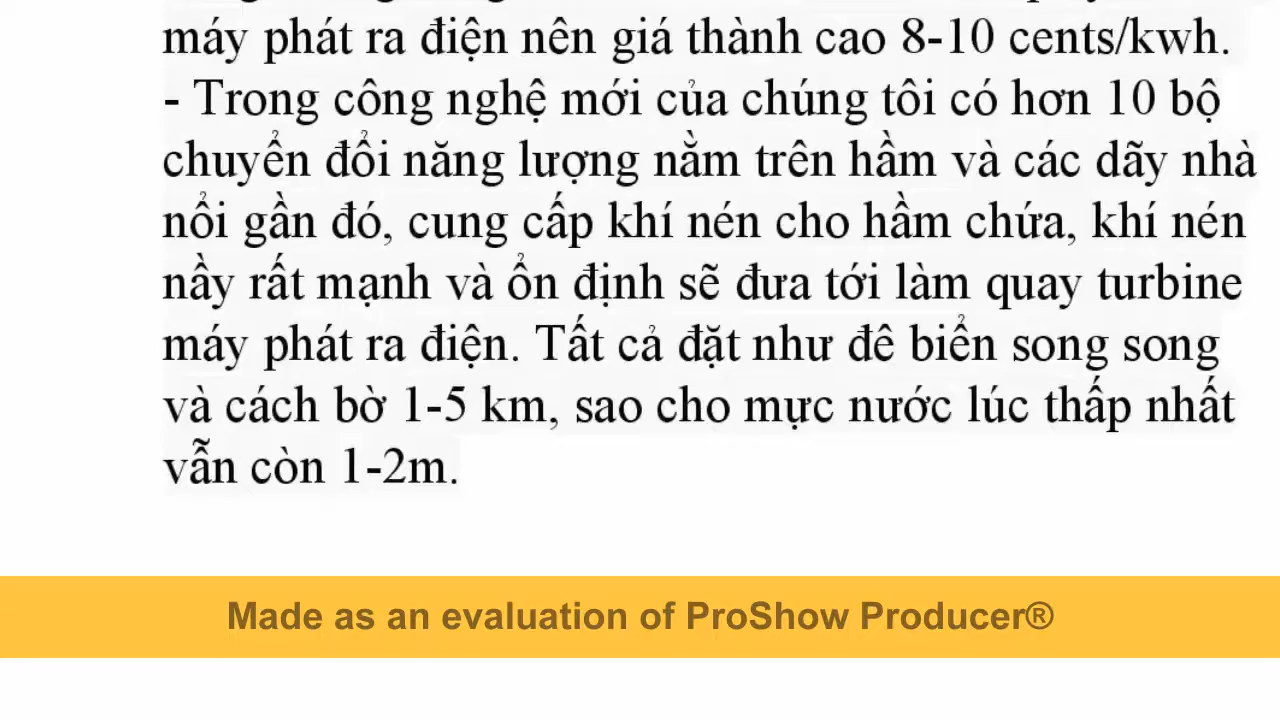 máy phát ra điện nên giá thành cao 8-10 cents/kwh.
- Trong công nghệ mới của chúng tôi có hơn 10 bộ
chuyển đổi năng lượng nằm trên hầm và các dãy nhà
nổi gần đó, cung cấp khí nén cho hầm chứa, khí nén
nầy rất mạnh và ổn định sẽ đưa tới làm quay turbine
máy phát ra điện. Tất cả đặt như đê biển song song
và cách bờ 1-5 km, sao cho mực nước lúc thấp nhất
vẫn còn 1-2m.
Made as an evaluation of ProShow Producer®